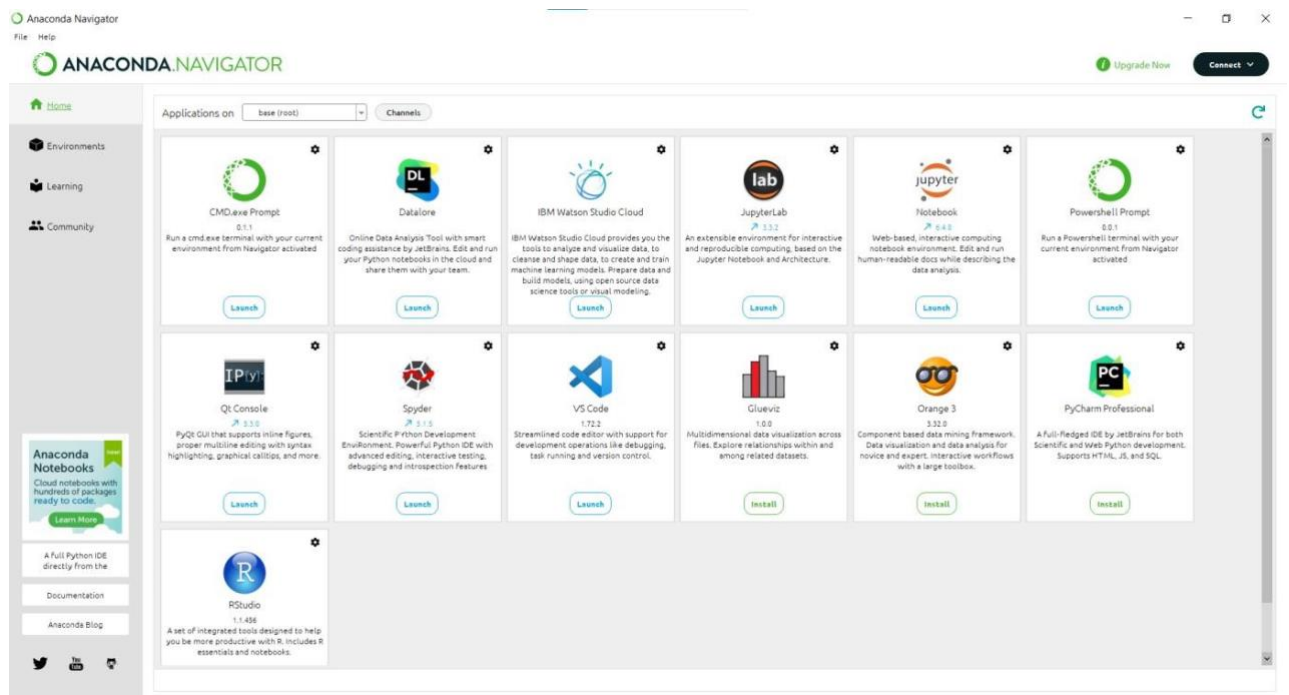 Anaconda Navigator
File Help
ANACONDA.NAVIGATOR
Upgrade Now
Connect
Home
Environments
Learning
Community
Applications on
base (root)
Channels
CMD.exe Prompt
0.1.1
Run a cmd.exe terminal with your current
environment from Navigator activated
Launch
DL
Datalore
Online Data Analysis Tool with smart
coding assistance by JetBrains. Edit and run
your Python notebooks in the cloud and
share them with your team.
Launch
IBM Watson Studio Cloud
IBM Watson Studio Cloud provides you the
tools to analyze and visualize data, to
cleanse and shape data, to create and train
machine learning models. Prepare data and
build models, using open source data
science tools or visual modeling.
Launch
lab
JupyterLab
3.3.2
An extensible environment for interactive
and reproducible computing, based on the
Jupyter Notebook and Architecture.
Launch
jupyter
Notebook
6.4.8
Web-based, interactive computing
notebook environment. Edit and run
human-readable docs while describing the
data analysis.
Launch
Powershell Prompt
0.0.1
Run a Powershell terminal with your
current environment from Navigator
activated
Launch
IP[y]:
Qt Console
5.3.0
PyQt GUI that supports inline figures,
proper multiline editing with syntax
highlighting, graphical calltips, and more.
Launch
Spyder
5.1.5
Scientific PYthon Development
EnviRonment. Powerful Python IDE with
advanced editing, interactive testing,
debugging and introspection features
Launch
VS Code
1.72.2
Streamlined code editor with support for
development operations like debugging,
task running and version control.
Launch
Glueviz
1.0.0
Multidimensional data visualization across
files. Explore relationships within and
among related datasets.
Install
Orange 3
3.32.0
Component based data mining framework.
Data visualization and data analysis for
novice and expert. Interactive workflows
with a large toolbox.
Install
PC
PyCharm Professional
A full-fledged IDE by JetBrains for both
Scientific and Web Python development.
Supports HTML, JS, and SQL.
Install
R
RStudio
1.1.456
A set of integrated tools designed to help
you be more productive with R. Includes R
essentials and notebooks.
Anaconda
Notebooks
Cloud notebooks with
hundreds of packages
ready to code.
Learn More
A Full Python IDE
directly from the
Documentation
Anaconda Blog
You
Tube